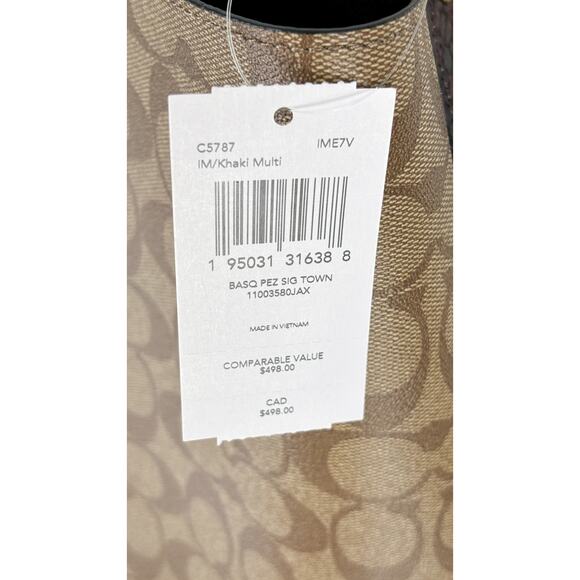 C5787 IME7V
IM/Khaki Multi
1 95031 31638 8
BASQ PEZ SIG TOWN
11003580JAX
MADE IN VIETNAM
COMPARABLE VALUE
$498.00
CAD
$498.00